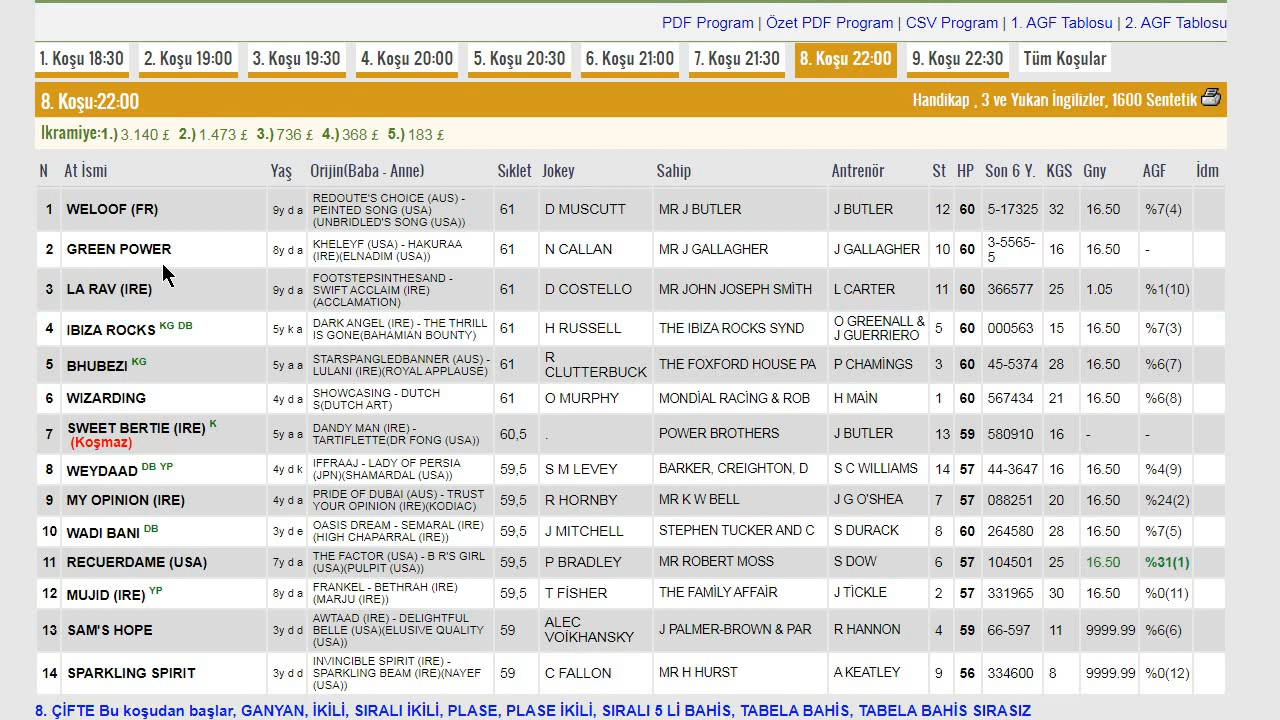 PDF Program | Özet PDF Program | CSV Program | 1. AGF Tablosu | 2. AGF Tablosu
1. Koşu 18:30 2. Koşu 19:00 3. Koşu 19:30 4. Koşu 20:00 5. Koşu 20:30 6. Koşu 21:00 7. Koşu 21:30 8. Koşu 22:00 9. Koşu 22:30 Tüm Koşular
8. Koşu:22:00 Handikap , 3 ve Yukarı İngilizler, 1600 Sentetik
İkramiye:1.) 3.140 £ 2.) 1.473 £ 3.) 736 £ 4.) 368 £ 5.) 183 £
N At İsmi Yaş Orijin(Baba - Anne) Sıklet Jokey Sahip Antrenör St HP Son 6 Y. KGS Gny AGF İdm
1 WELOOF (FR) 9y d a REDOUTE'S CHOICE (AUS) - PEINTED SONG (USA) (UNBRIDLED'S SONG (USA)) 61 D MUSCUTT MR J BUTLER J BUTLER 12 60 5-17325 32 16.50 %7(4)
2 GREEN POWER 8y d a KHELEYF (USA) - HAKURAA (IRE)(ELNADIM (USA)) 61 N CALLAN MR J GALLAGHER J GALLAGHER 10 60 3-5565-5 16 16.50 -
3 LA RAV (IRE) 9y d a FOOTSTEPSINTHESAND - SWIFT ACCLAIM (IRE) (ACCLAMATION) 61 D COSTELLO MR JOHN JOSEPH SMİTH L CARTER 11 60 366577 25 1.05 %1(10)
4 IBIZA ROCKS KG DB 5y k a DARK ANGEL (IRE) - THE THRILL IS GONE(BAHAMIAN BOUNTY) 61 H RUSSELL THE IBIZA ROCKS SYND O GREENALL & J GUERRIERO 5 60 000563 15 16.50 %7(3)
5 BHUBEZI KG 5y a a STARSPANGLEDBANNER (AUS) - LULANI (IRE)(ROYAL APPLAUSE) 61 R CLUTTERBUCK THE FOXFORD HOUSE PA P CHAMİNGS 3 60 45-5374 28 16.50 %6(7)
6 WIZARDING 4y d a SHOWCASING - DUTCH S(DUTCH ART) 61 O MURPHY MONDİAL RACİNG & ROB H MAİN 1 60 567434 21 16.50 %6(8)
7 SWEET BERTIE (IRE) K (Koşmaz) 5y a a DANDY MAN (IRE) - TARTIFLETTE(DR FONG (USA)) 60,5 . POWER BROTHERS J BUTLER 13 59 580910 16 - -
8 WEYDAAD DB YP 4y d k IFFRAAJ - LADY OF PERSIA (JPN)(SHAMARDAL (USA)) 59,5 S M LEVEY BARKER, CREIGHTON, D S C WILLIAMS 14 57 44-3647 16 16.50 %4(9)
9 MY OPINION (IRE) 4y d a PRIDE OF DUBAI (AUS) - TRUST YOUR OPINION (IRE)(KODIAC) 59,5 R HORNBY MR K W BELL J G O'SHEA 7 57 088251 20 16.50 %24(2)
10 WADI BANI DB 3y d e OASIS DREAM - SEMARAL (IRE) (HIGH CHAPARRAL (IRE)) 59,5 J MITCHELL STEPHEN TUCKER AND C S DURACK 8 60 264580 28 16.50 %7(5)
11 RECUERDAME (USA) 7y d a THE FACTOR (USA) - B R'S GIRL (USA)(PULPIT (USA)) 59,5 P BRADLEY MR ROBERT MOSS S DOW 6 57 104501 25 16.50 %31(1)
12 MUJID (IRE) YP 8y d a FRANKEL - BETHRAH (IRE) (MARJU (IRE)) 59,5 T FİSHER THE FAMİLY AFFAIR J TİCKLE 2 57 331965 30 16.50 %0(11)
13 SAM'S HOPE 3y d d AWTAAD (IRE) - DELIGHTFUL BELLE (USA)(ELUSIVE QUALITY (USA)) 59 ALEC VOİKHANSKY J PALMER-BROWN & PAR R HANNON 4 59 66-597 11 9999.99 %6(6)
14 SPARKLING SPIRIT 3y d d INVINCIBLE SPIRIT (IRE) - SPARKLING BEAM (IRE)(NAYEF (USA)) 59 C FALLON MR H HURST A KEATLEY 9 56 334600 8 9999.99 %0(12)
8. ÇİFTE Bu koşudan başlar, GANYAN, İKİLİ, SIRALI İKİLİ, PLASE, PLASE İKİLİ, SIRALI 5 Lİ BAHİS, TABELA BAHİS, TABELA BAHİS SIRASIZ